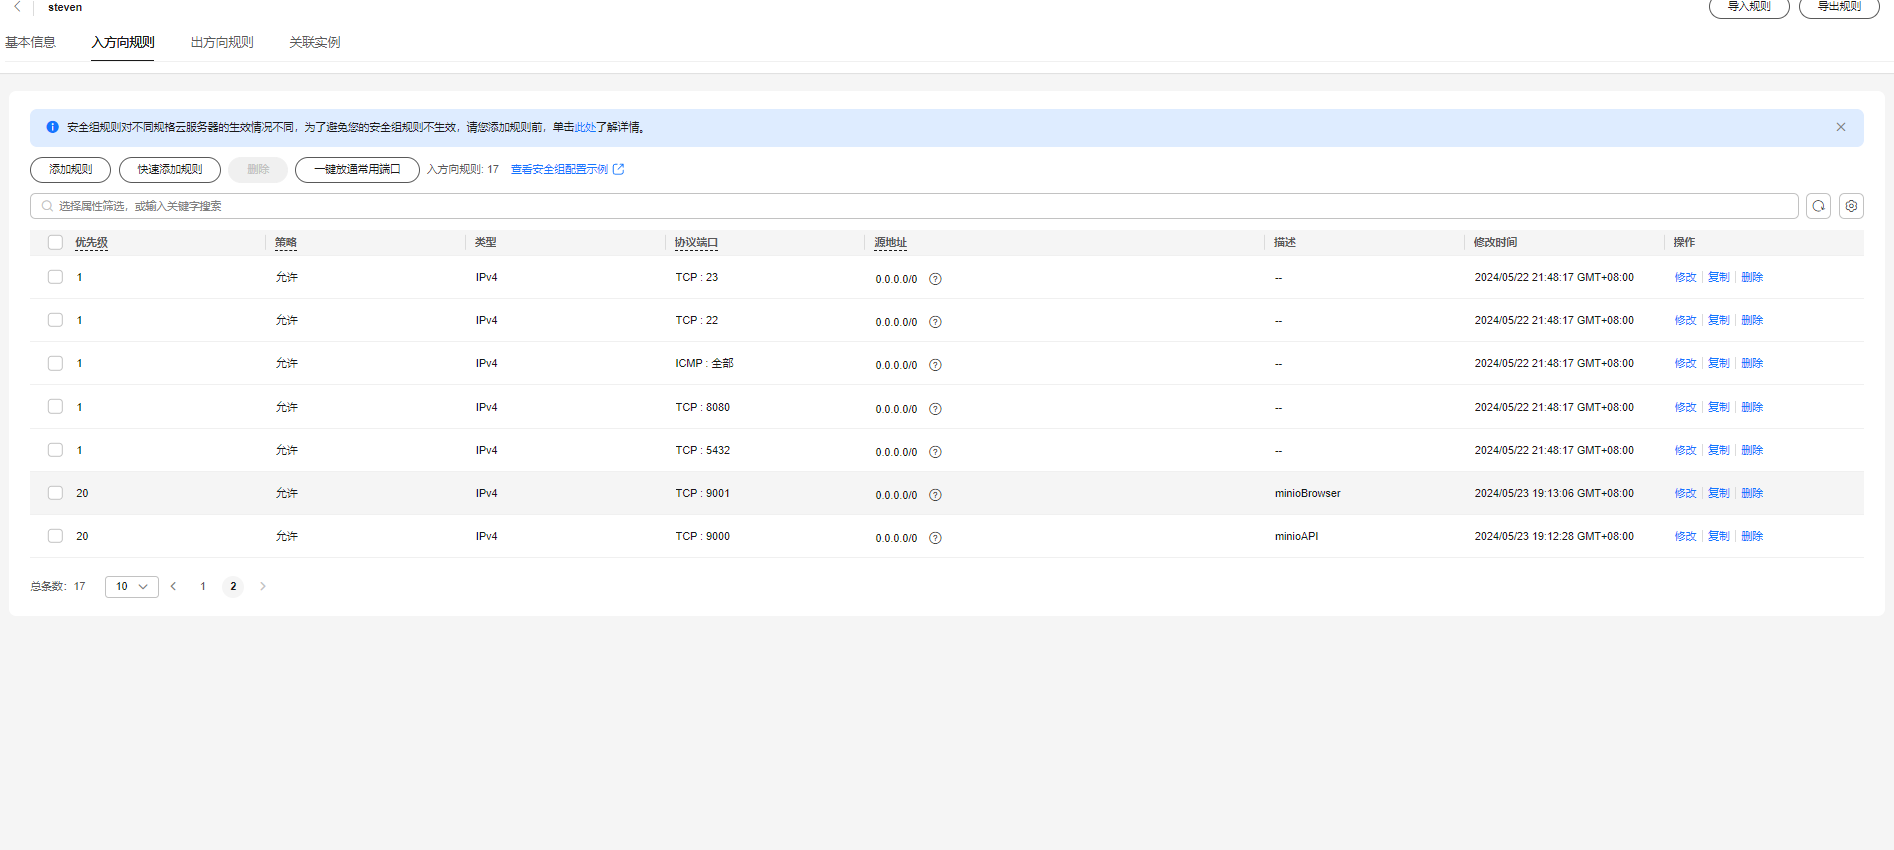 steven
导入规则 导出规则
基本信息 入方向规则 出方向规则 关联实例
安全组规则对不同规格云服务器的生效情况不同，为了避免您的安全组规则不生效，请您添加规则前，单击此处了解详情。
添加规则 快速添加规则 删除 一键放通常用端口 入方向规则: 17 查看安全组配置示例
选择属性筛选，或输入关键字搜索
优先级 策略 类型 协议端口 源地址 描述 修改时间 操作
1 允许 IPv4 TCP : 23 0.0.0.0/0 -- 2024/05/22 21:48:17 GMT+08:00 修改 复制 删除
1 允许 IPv4 TCP : 22 0.0.0.0/0 -- 2024/05/22 21:48:17 GMT+08:00 修改 复制 删除
1 允许 IPv4 ICMP : 全部 0.0.0.0/0 -- 2024/05/22 21:48:17 GMT+08:00 修改 复制 删除
1 允许 IPv4 TCP : 8080 0.0.0.0/0 -- 2024/05/22 21:48:17 GMT+08:00 修改 复制 删除
1 允许 IPv4 TCP : 5432 0.0.0.0/0 -- 2024/05/22 21:48:17 GMT+08:00 修改 复制 删除
20 允许 IPv4 TCP : 9001 0.0.0.0/0 minioBrowser 2024/05/23 19:13:06 GMT+08:00 修改 复制 删除
20 允许 IPv4 TCP : 9000 0.0.0.0/0 minioAPI 2024/05/23 19:12:28 GMT+08:00 修改 复制 删除
总条数: 17 10 1 2